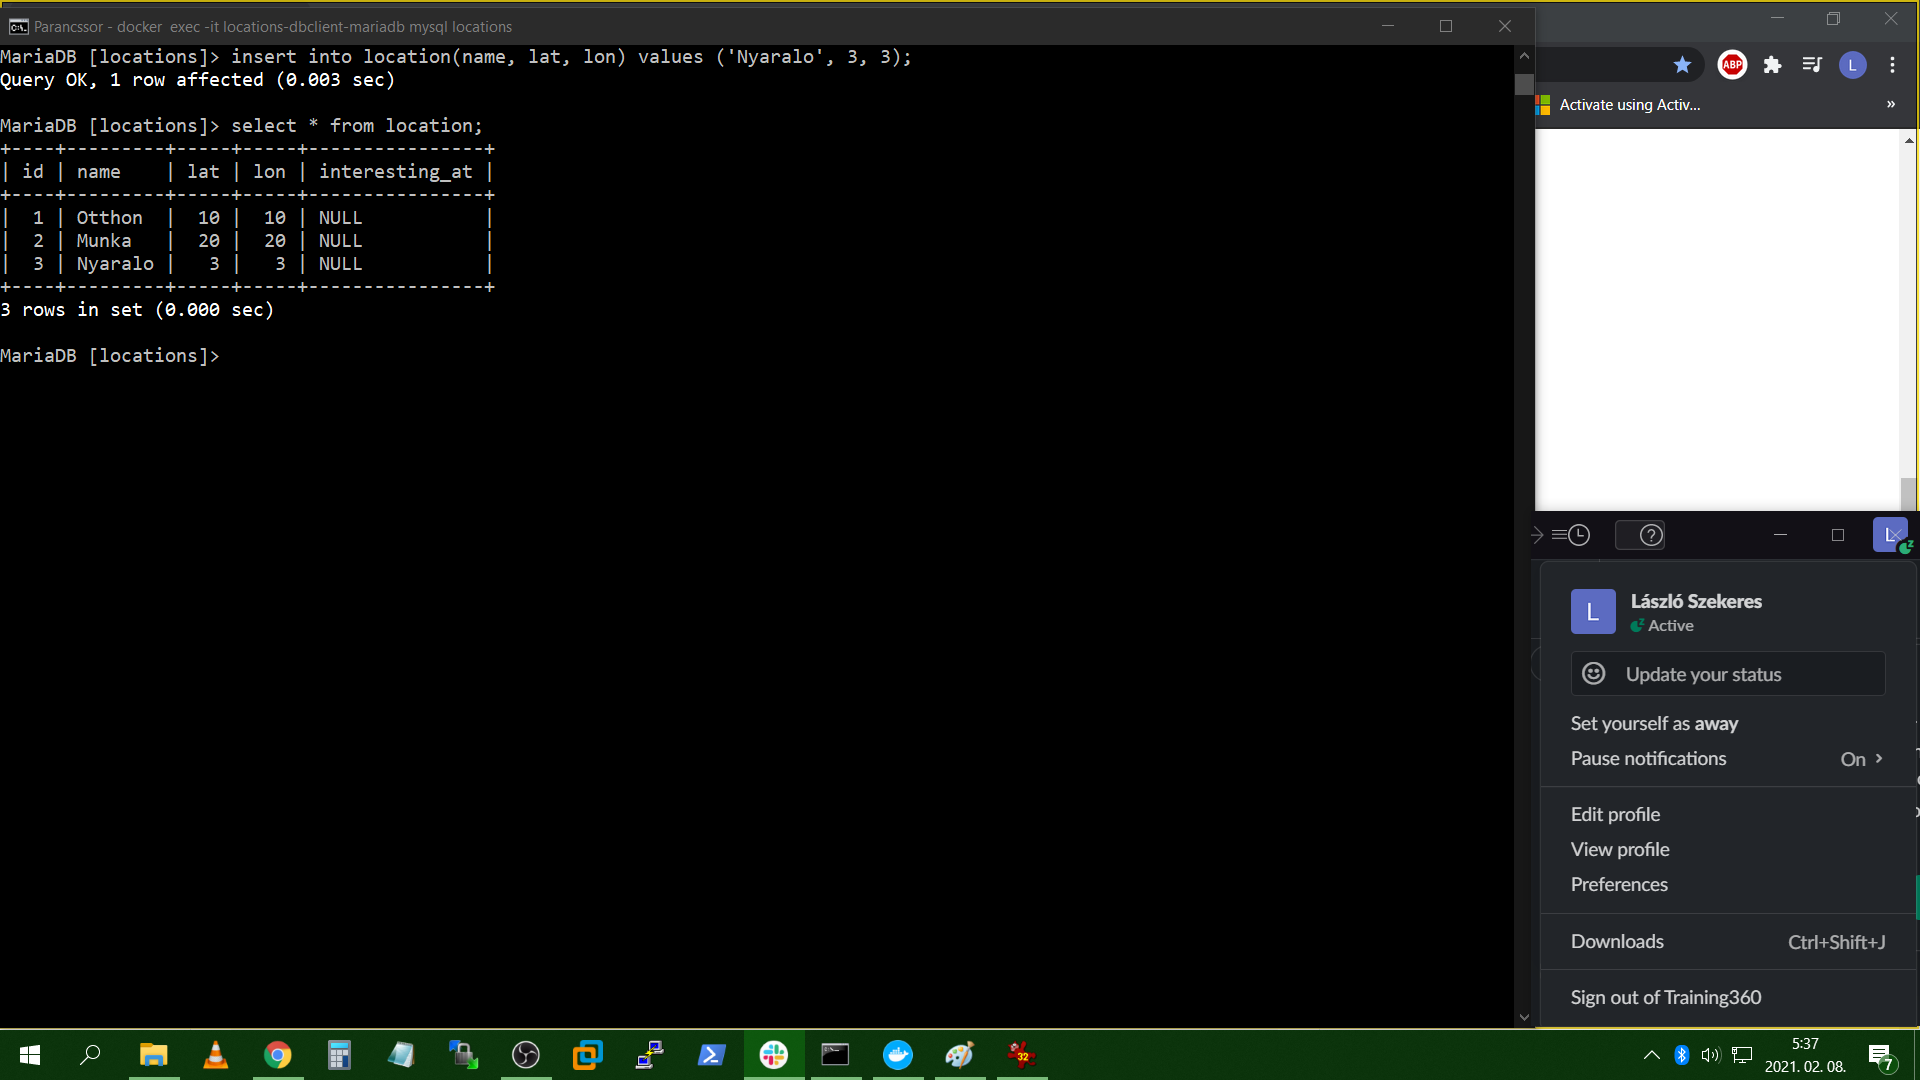 Parancssor - docker  exec -it locations-dbclient-mariadb mysql locations
MariaDB [locations]> insert into location(name, lat, lon) values ('Nyaralo', 3, 3);
Query OK, 1 row affected (0.003 sec)
MariaDB [locations]> select * from location;
+----+---------+-----+-----+----------------+
| id | name    | lat | lon | interesting_at |
+----+---------+-----+-----+----------------+
|  1 | Otthon  |  10 |  10 | NULL           |
|  2 | Munka   |  20 |  20 | NULL           |
|  3 | Nyaralo |   3 |   3 | NULL           |
+----+---------+-----+-----+----------------+
3 rows in set (0.000 sec)
MariaDB [locations]>
ABP
L
Activate using Activ...
»
L
L
László Szekeres
Active
Update your status
Set yourself as away
Pause notifications On >
Edit profile
View profile
Preferences
Downloads Ctrl+Shift+J
Sign out of Training360
32
5:37
2021. 02. 08.
7